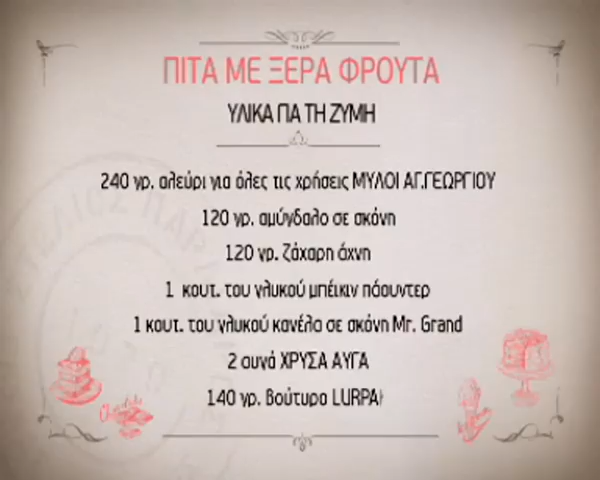 ΠΙΤΑ ΜΕ ΞΕΡΑ ΦΡΟΥΤΑ
ΥΛΙΚΑ ΓΙΑ ΤΗ ΖΥΜΗ
240 γρ. αλεύρι για όλες τις χρήσεις ΜΥΛΟΙ ΑΓ.ΓΕΩΡΓΙΟΥ
120 γρ. αμύγδαλο σε σκόνη
120 γρ. ζάχαρη άχνη
1 κουτ. του γλυκού μπέικιν πάουντερ
1 κουτ. του γλυκού κανέλα σε σκόνη Mr. Grand
2 αυγά ΧΡΥΣΑ ΑΥΓΑ
140 γρ. βούτυρο LURPA